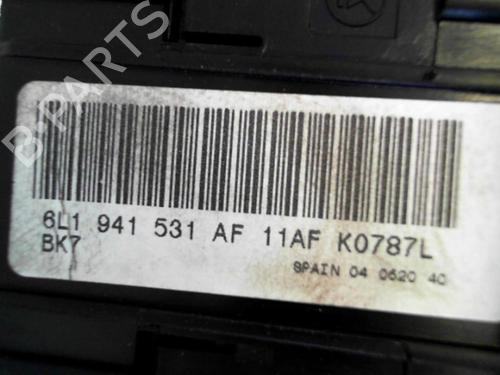 B-PARTS
6L1 941 531 AF 11AF K0787L
BK7
SPAIN 04 0620 40